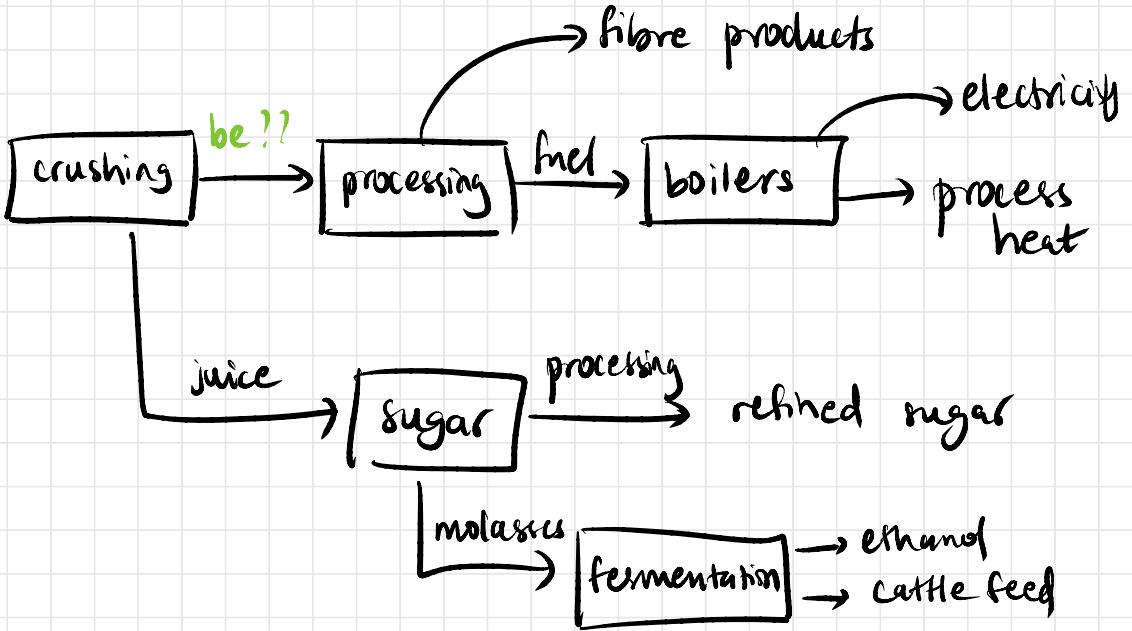 fibre products
electricity
be??
fuel
crushing
processing
boilers
process
heat
juice
processing
sugar
refined sugar
molasses
ethanol
fermentation
cattle feed